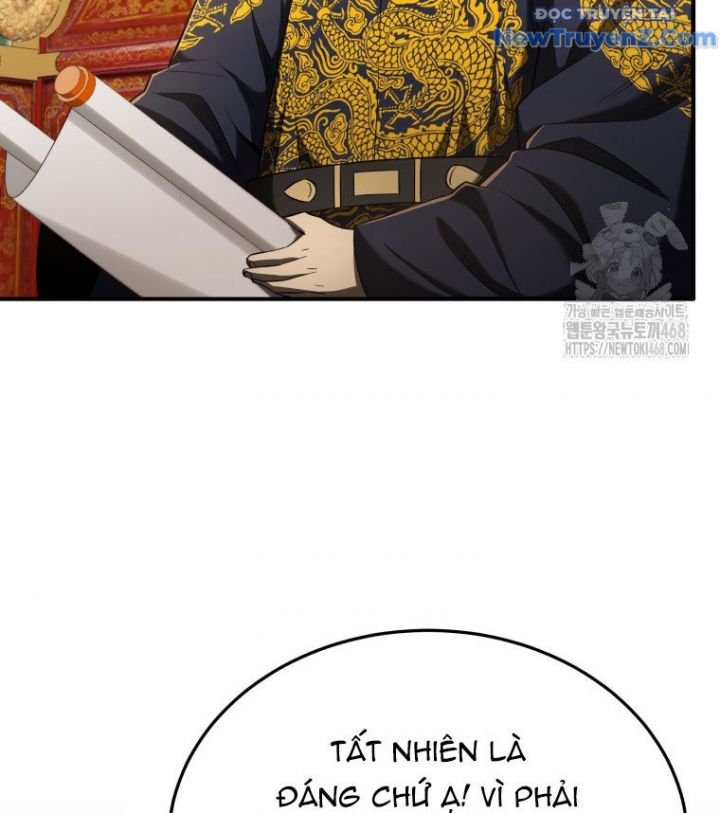 ĐỌC TRUYỆN TẠI
NewTruyenZ.Com
가장 빠른 웹툰제공사이트
웹툰왕국뉴토끼468
HTTPS://NEWTOKI468.COM
TẤT NHIÊN LÀ
ĐÁNG CHỨ Ạ! VÌ PHẢI